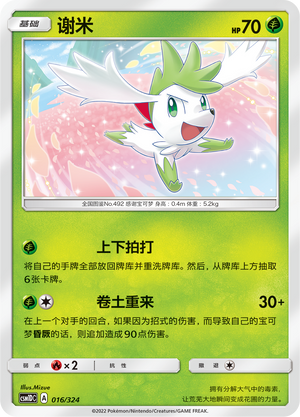 基础 谢米 HP70
全国图鉴No.492 感谢宝可梦 身高：0.4m 体重：5.2kg
上下拍打
将自己的手牌全部放回牌库并重洗牌库。然后，从牌库上方抽取
6张卡牌。
卷土重来 30+
在上一个对手的回合，如果因为招式的伤害，而导致自己的宝可
梦昏厥的话，则追加造成90点伤害。
弱点 ×2 抗性
Illus.Mizue
CSM1DC A 016/324
拥有分解大气中的毒素，
让荒芜大地瞬间变成花圃的力量。
©2022 Pokémon/Nintendo/Creatures/GAME FREAK.